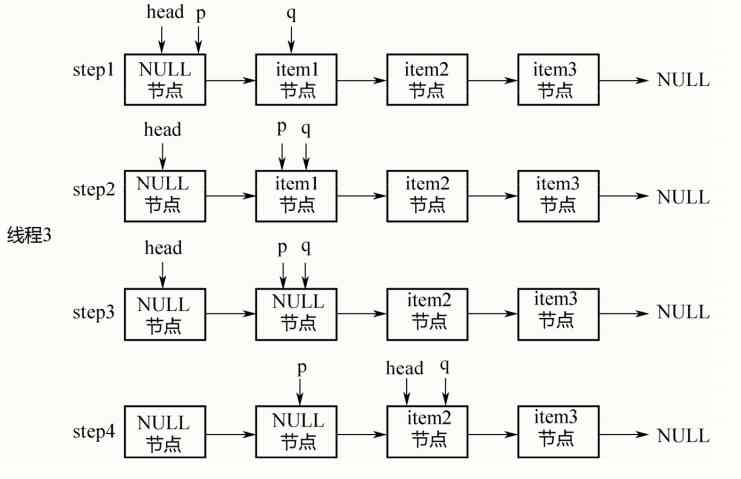 head p q
step1 NULL 节点 item1 节点 item2 节点 item3 节点 NULL
head p q
step2 NULL 节点 item1 节点 item2 节点 item3 节点 NULL
线程3
head p q
step3 NULL 节点 NULL 节点 item2 节点 item3 节点 NULL
p head q
step4 NULL 节点 NULL 节点 item2 节点 item3 节点 NULL